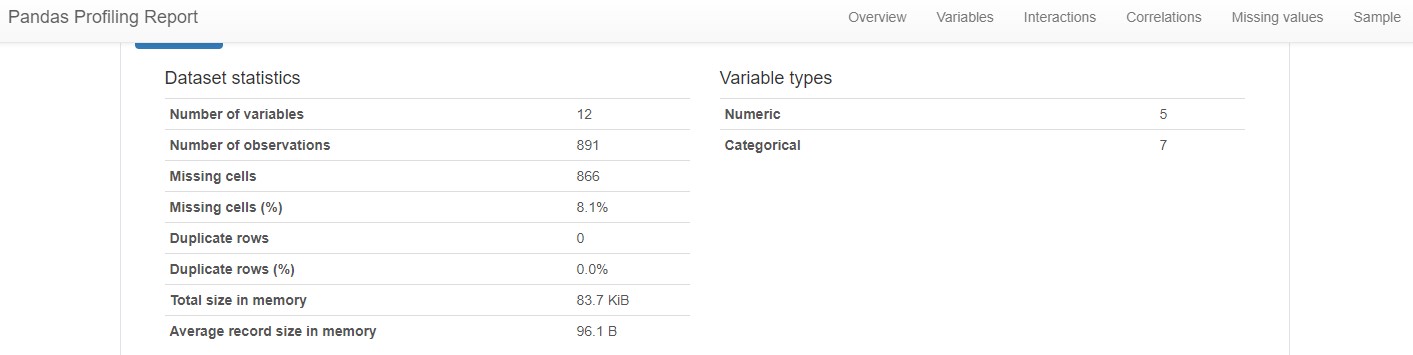 Pandas Profiling Report Overview Variables Interactions Correlations Missing values Sample
Dataset statistics
Number of variables 12
Number of observations 891
Missing cells 866
Missing cells (%) 8.1%
Duplicate rows 0
Duplicate rows (%) 0.0%
Total size in memory 83.7 KiB
Average record size in memory 96.1 B
Variable types
Numeric 5
Categorical 7